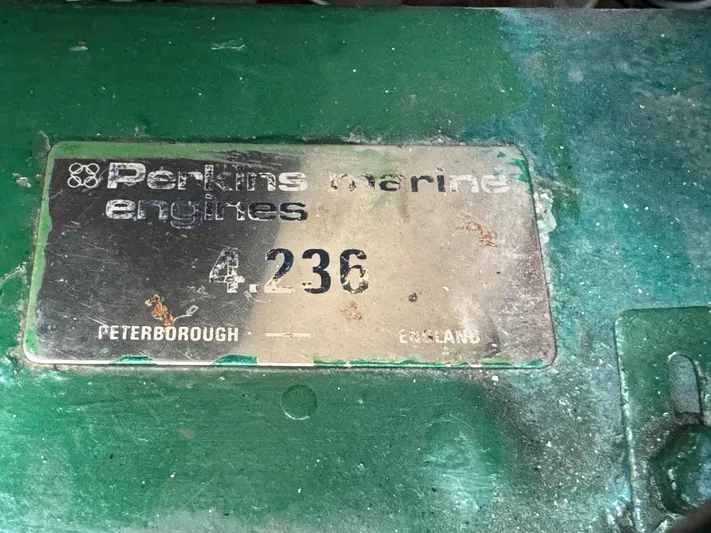 Perkins marine
engines
4.236
PETERBOROUGH — ENGLAND